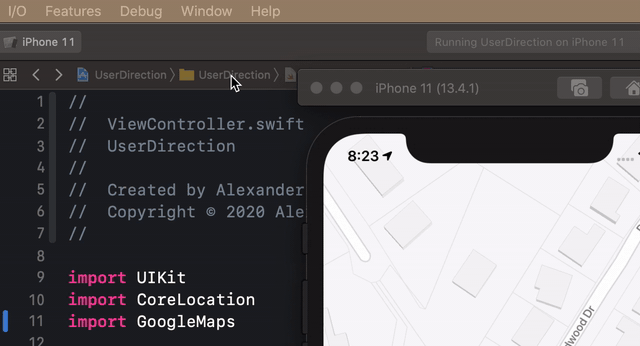 I/O Features Debug Window Help
iPhone 11
Running UserDirection on iPhone 11
UserDirection UserDirection
iPhone 11 (13.4.1)
1 //
2 // ViewController.swift
3 // UserDirection
4 //
5 // Created by Alexander
6 // Copyright © 2020 Ale
7 //
8
9 import UIKit
10 import CoreLocation
11 import GoogleMaps
12
8:23
dwood Dr